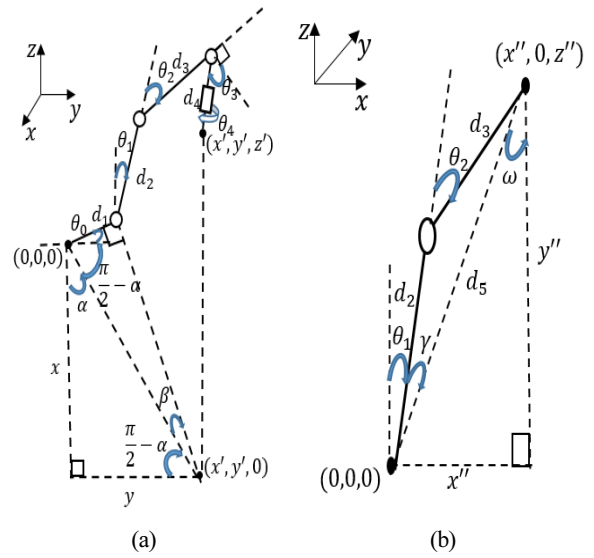 z
y
x
θ₂
d₃
θ₃
d₄
θ₄
(x′, y′, z′)
θ₁
d₂
θ₀
d₁
(0,0,0)
π/2 − α
α
x
β
π/2 − α
(x′, y′, 0)
y
(a)
z
y
x
(x″, 0, z″)
d₃
θ₂
ω
y″
d₂
d₅
θ₁
γ
(0,0,0)
x″
(b)